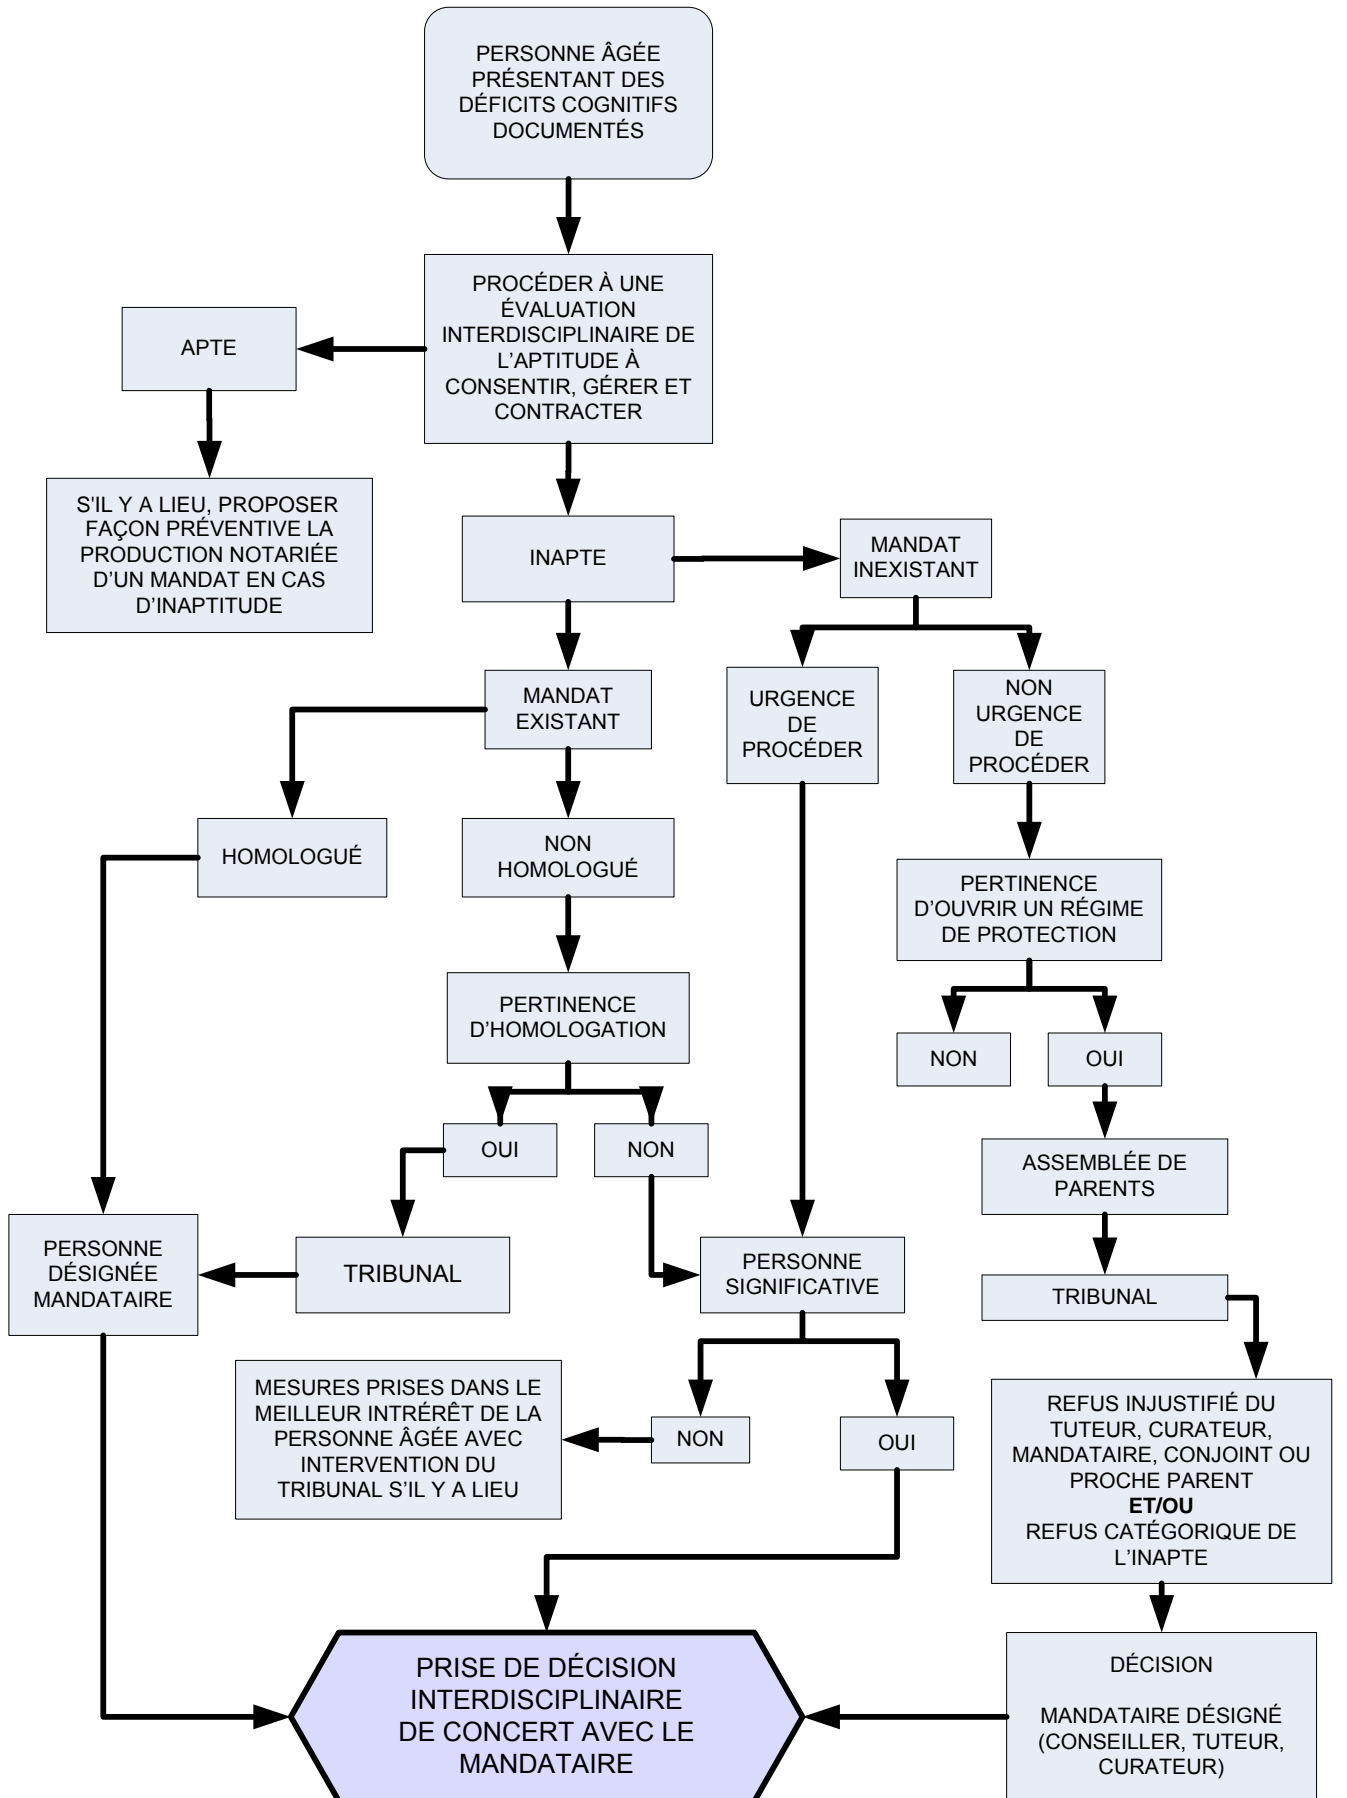 PERSONNE ÂGÉE
PRÉSENTANT DES
DÉFICITS COGNITIFS
DOCUMENTÉS
PROCÉDER À UNE
ÉVALUATION
INTERDISCIPLINAIRE DE
L'APTITUDE À
CONSENTIR, GÉRER ET
CONTRACTER
APTE
S'IL Y A LIEU, PROPOSER
FAÇON PRÉVENTIVE LA
PRODUCTION NOTARIÉE
D'UN MANDAT EN CAS
D'INAPTITUDE
INAPTE
MANDAT
INEXISTANT
MANDAT
EXISTANT
URGENCE
DE
PROCÉDER
NON
URGENCE
DE
PROCÉDER
HOMOLOGUÉ
NON
HOMOLOGUÉ
PERTINENCE
D'OUVRIR UN RÉGIME
DE PROTECTION
PERTINENCE
D'HOMOLOGATION
NON
OUI
OUI
NON
ASSEMBLÉE DE
PARENTS
PERSONNE
DÉSIGNÉE
MANDATAIRE
TRIBUNAL
PERSONNE
SIGNIFICATIVE
TRIBUNAL
MESURES PRISES DANS LE
MEILLEUR INTRÉRÊT DE LA
PERSONNE ÂGÉE AVEC
INTERVENTION DU
TRIBUNAL S'IL Y A LIEU
NON
OUI
REFUS INJUSTIFIÉ DU
TUTEUR, CURATEUR,
MANDATAIRE, CONJOINT OU
PROCHE PARENT
ET/OU
REFUS CATÉGORIQUE DE
L'INAPTE
PRISE DE DÉCISION
INTERDISCIPLINAIRE
DE CONCERT AVEC LE
MANDATAIRE
DÉCISION
MANDATAIRE DÉSIGNÉ
(CONSEILLER, TUTEUR,
CURATEUR)